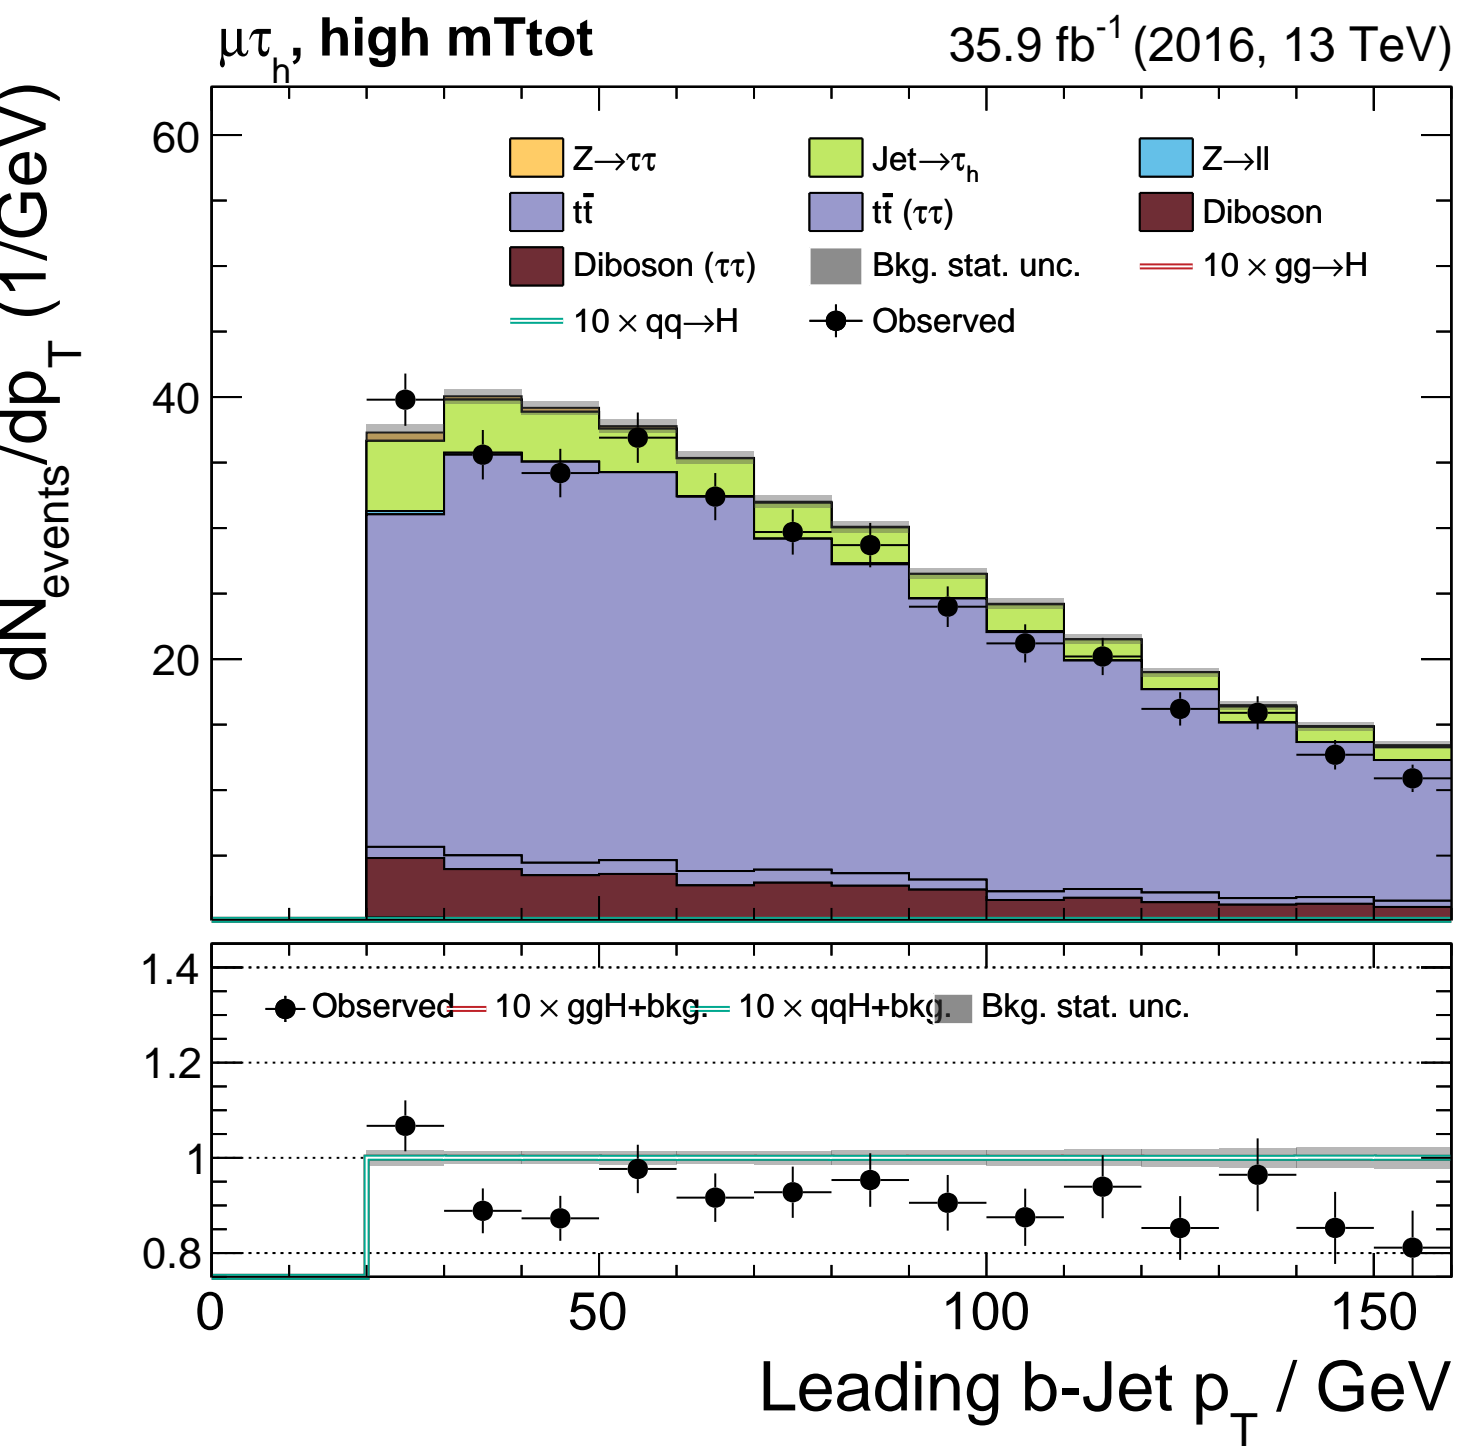 μτh, high mTtot 35.9 fb-1 (2016, 13 TeV)
dNevents/dpT (1/GeV)
60
40
20
Z→ττ Jet→τh Z→ll
tt̄ tt̄ (ττ) Diboson
Diboson (ττ) Bkg. stat. unc. 10 × gg→H
10 × qq→H Observed
1.4
1.2
1
0.8
Observed 10 × ggH+bkg. 10 × qqH+bkg. Bkg. stat. unc.
0 50 100 150
Leading b-Jet pT / GeV